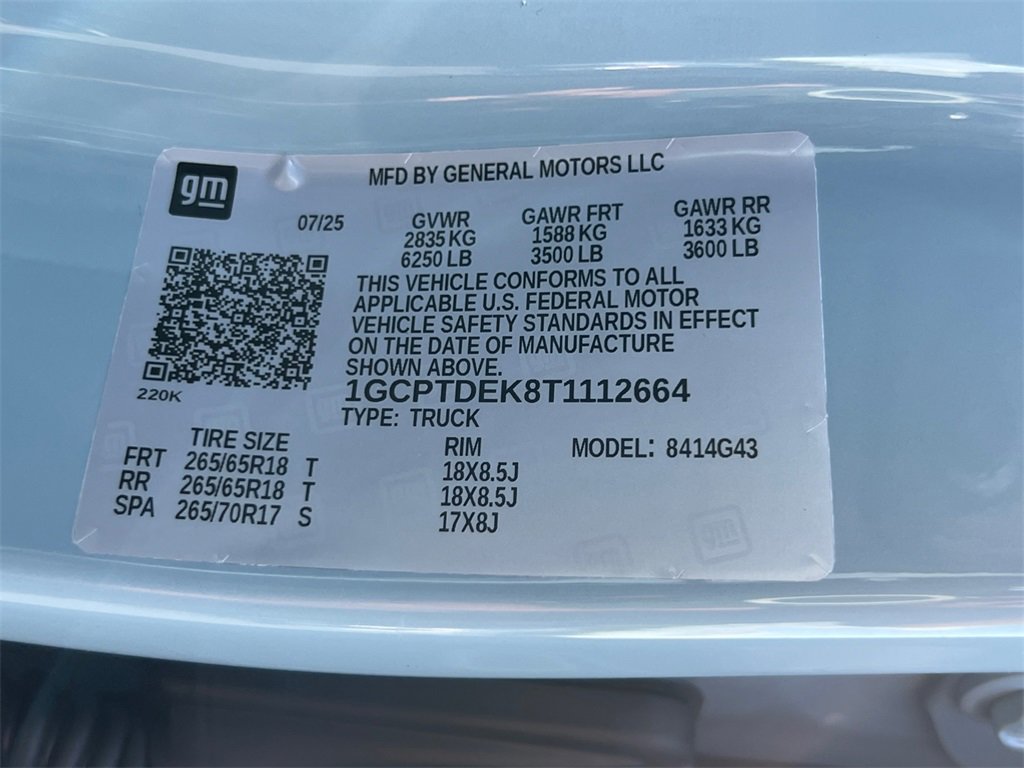 gm
MFD BY GENERAL MOTORS LLC
07/25 GVWR GAWR FRT GAWR RR
2835 KG 1588 KG 1633 KG
6250 LB 3500 LB 3600 LB
THIS VEHICLE CONFORMS TO ALL
APPLICABLE U.S. FEDERAL MOTOR
VEHICLE SAFETY STANDARDS IN EFFECT
ON THE DATE OF MANUFACTURE
SHOWN ABOVE.
220K
1GCPTDEK8T1112664
TYPE: TRUCK
TIRE SIZE RIM MODEL: 8414G43
FRT 265/65R18 T 18X8.5J
RR 265/65R18 T 18X8.5J
SPA 265/70R17 S 17X8J
gm